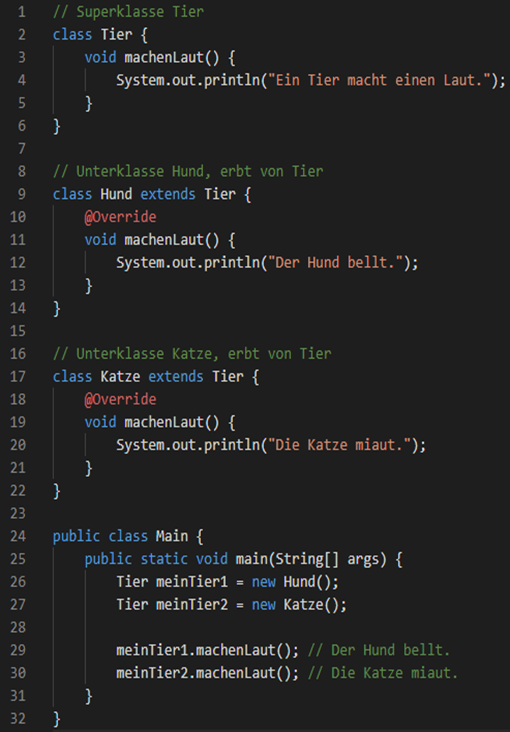 1 // Superklasse Tier
2 class Tier {
3     void machenLaut() {
4         System.out.println("Ein Tier macht einen Laut.");
5     }
6 }
7
8 // Unterklasse Hund, erbt von Tier
9 class Hund extends Tier {
10     @Override
11     void machenLaut() {
12         System.out.println("Der Hund bellt.");
13     }
14 }
15
16 // Unterklasse Katze, erbt von Tier
17 class Katze extends Tier {
18     @Override
19     void machenLaut() {
20         System.out.println("Die Katze miaut.");
21     }
22 }
23
24 public class Main {
25     public static void main(String[] args) {
26         Tier meinTier1 = new Hund();
27         Tier meinTier2 = new Katze();
28
29         meinTier1.machenLaut(); // Der Hund bellt.
30         meinTier2.machenLaut(); // Die Katze miaut.
31     }
32 }